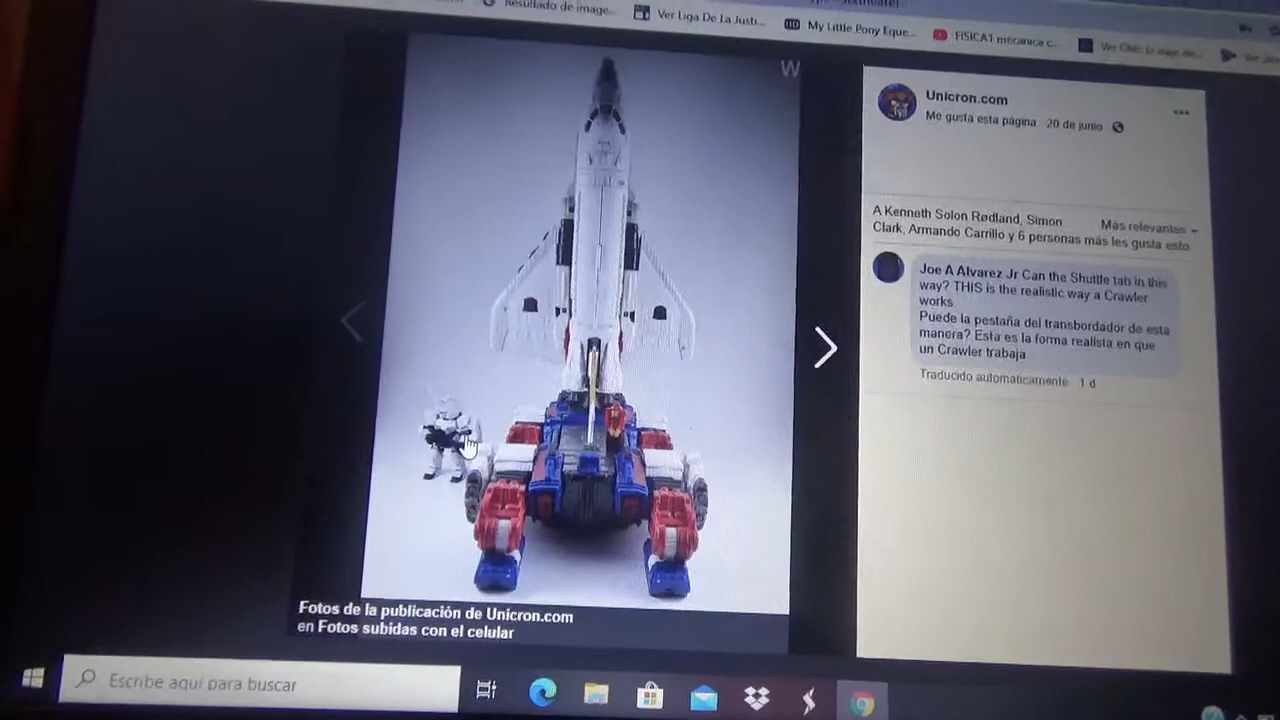 Resultado de image...
Ver Liga De La Justi...
My Little Pony Eque...
FISICA1 mecanica c...
W
Unicron.com
Me gusta esta página 20 de junio
A Kenneth Solon Rødland, Simon
Clark, Armando Carrillo y 6 personas más les gusta esto
Más relevantes
Joe A Alvarez Jr Can the Shuttle tab in this
way? THIS is the realistic way a Crawler
works.
Puede la pestaña del transbordador de esta
manera? Esta es la forma realista en que
un Crawler trabaja
Traducido automáticamente 1 d
Fotos de la publicación de Unicron.com
en Fotos subidas con el celular
Escribe aquí para buscar